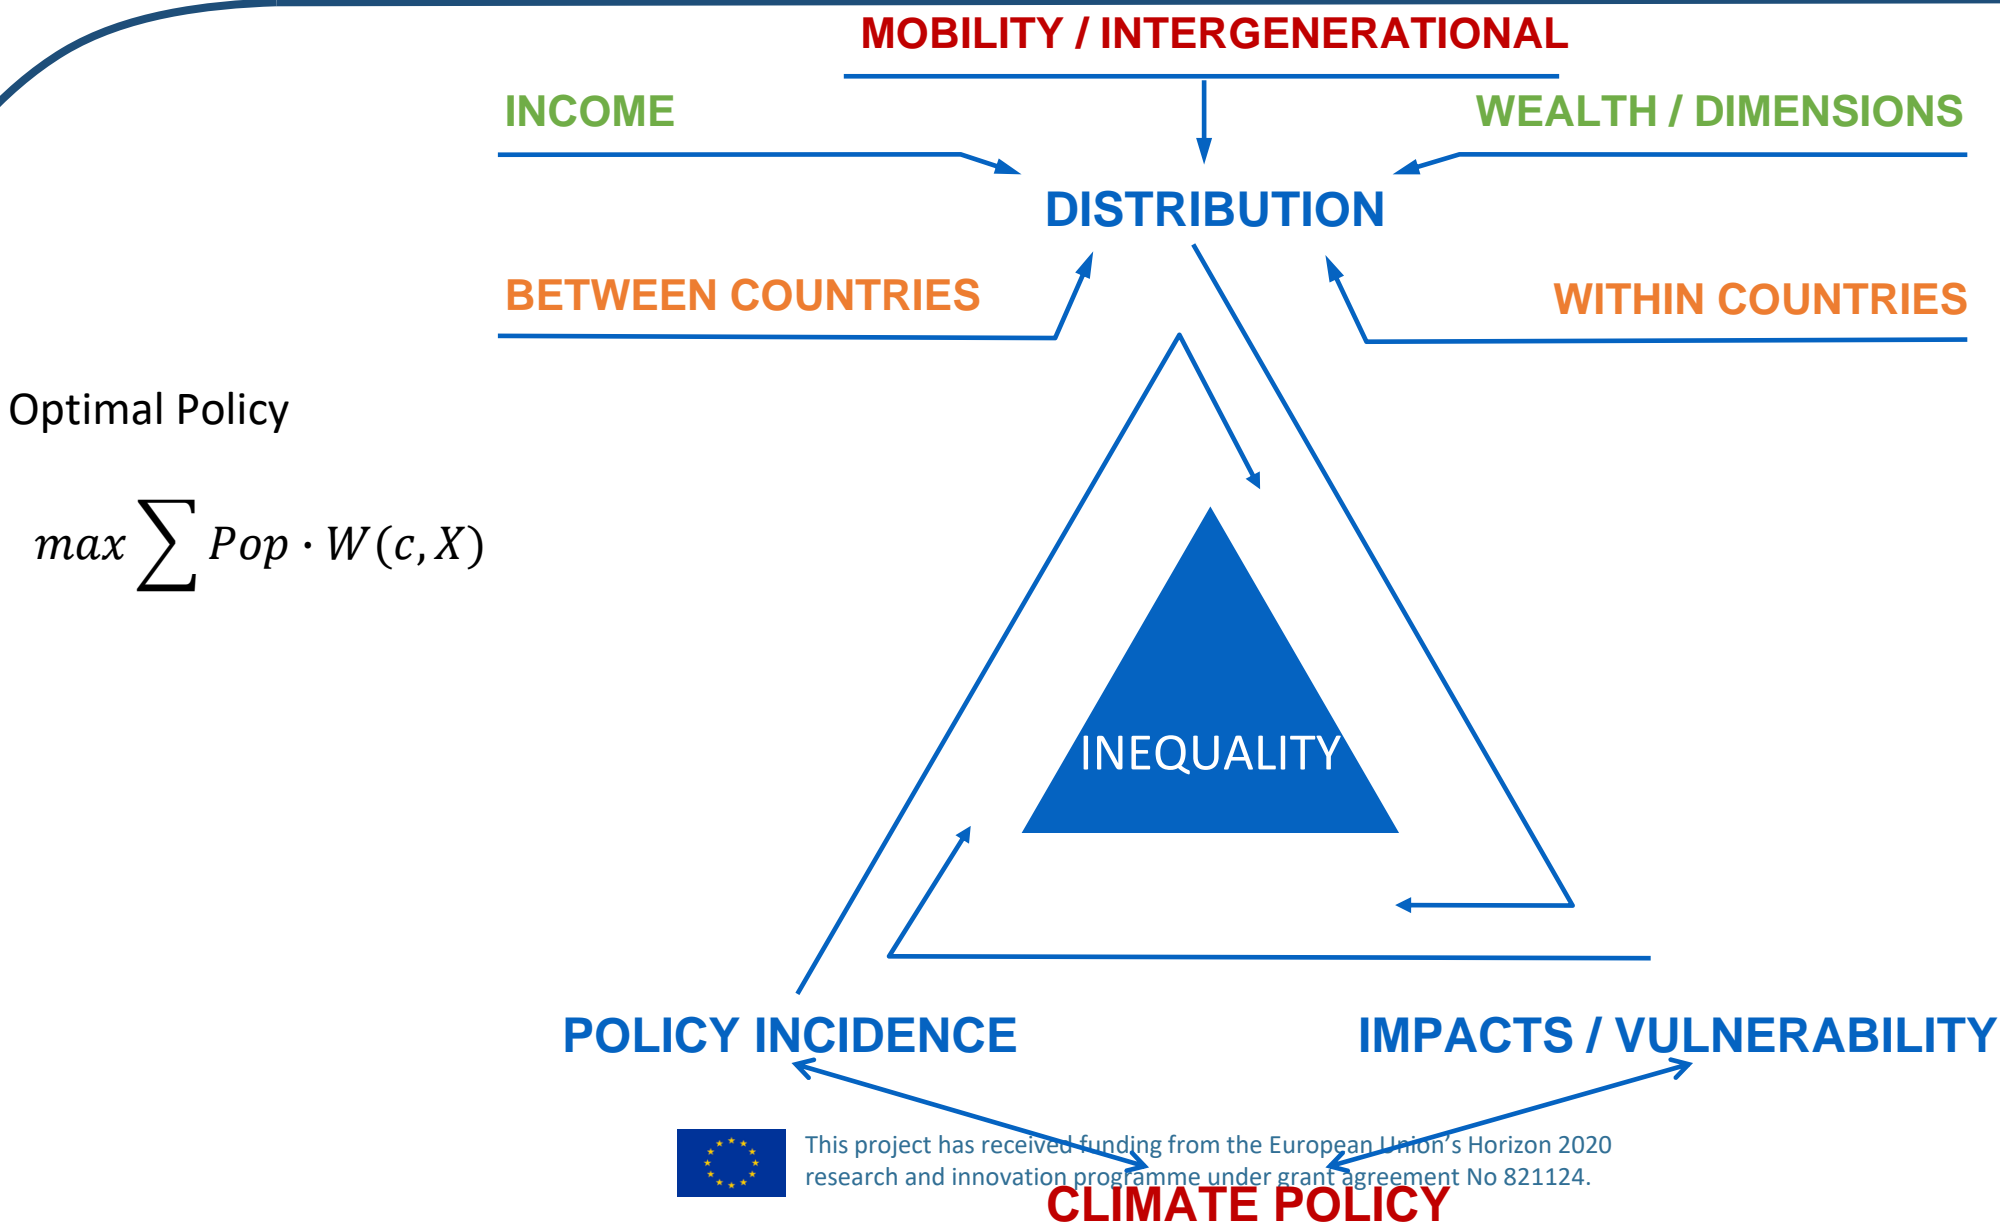 MOBILITY / INTERGENERATIONAL
INCOME
WEALTH / DIMENSIONS
DISTRIBUTION
BETWEEN COUNTRIES
WITHIN COUNTRIES
Optimal Policy
max ∑ Pop · W(c, X)
INEQUALITY
POLICY INCIDENCE
IMPACTS / VULNERABILITY
This project has received funding from the European Union’s Horizon 2020
research and innovation programme under grant agreement No 821124.
CLIMATE POLICY